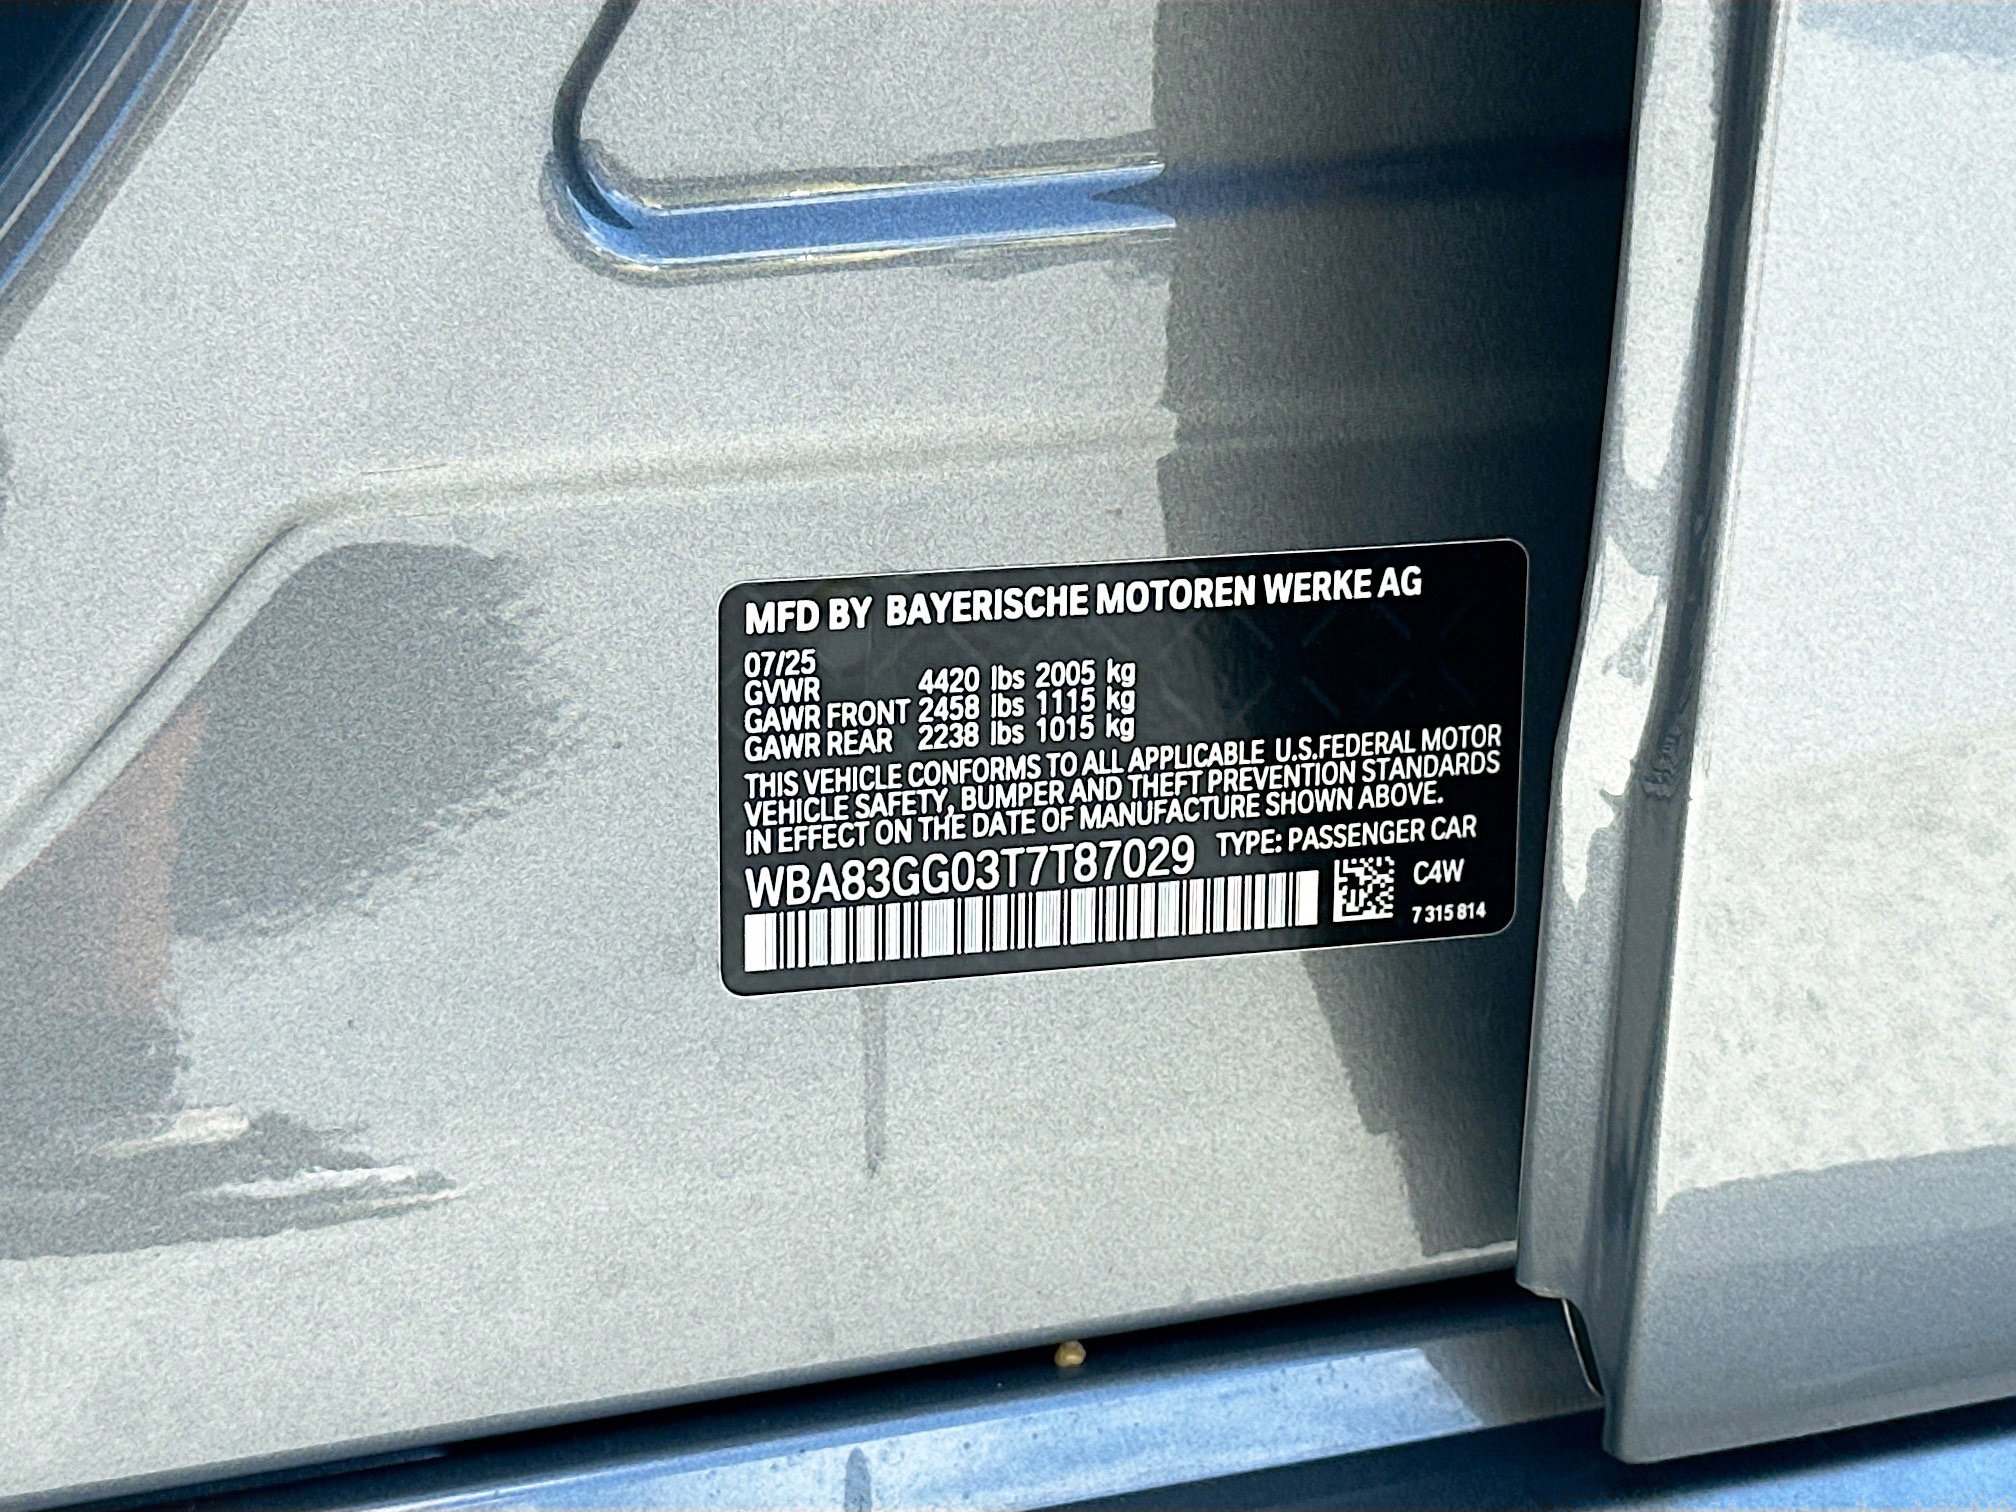 MFD BY BAYERISCHE MOTOREN WERKE AG
07/25
GVWR 4420 lbs 2005 kg
GAWR FRONT 2458 lbs 1115 kg
GAWR REAR 2238 lbs 1015 kg
THIS VEHICLE CONFORMS TO ALL APPLICABLE U.S.FEDERAL MOTOR
VEHICLE SAFETY, BUMPER AND THEFT PREVENTION STANDARDS
IN EFFECT ON THE DATE OF MANUFACTURE SHOWN ABOVE.
WBA83GG03T7T87029 TYPE: PASSENGER CAR
C4W
7 315 814